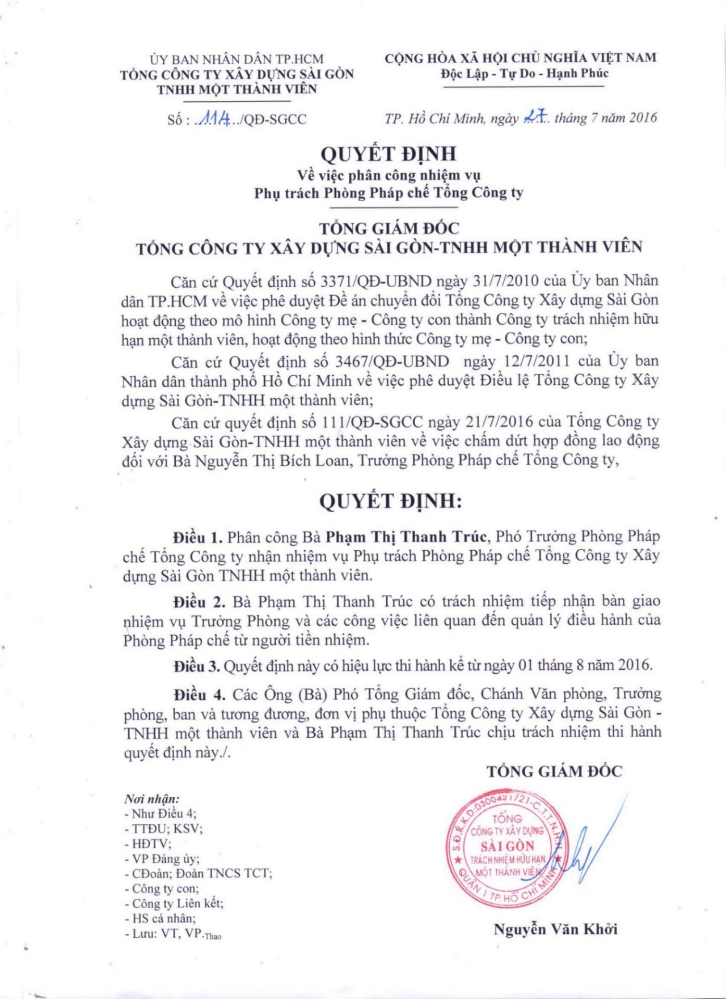 ỦY BAN NHÂN DÂN TP.HCM
TỔNG CÔNG TY XÂY DỰNG SÀI GÒN
TNHH MỘT THÀNH VIÊN
Số : ..114../QĐ-SGCC
CỘNG HÒA XÃ HỘI CHỦ NGHĨA VIỆT NAM
Độc Lập - Tự Do - Hạnh Phúc
TP. Hồ Chí Minh, ngày 27 tháng 7 năm 2016
QUYẾT ĐỊNH
Về việc phân công nhiệm vụ
Phụ trách Phòng Pháp chế Tổng Công ty
TỔNG GIÁM ĐỐC
TỔNG CÔNG TY XÂY DỰNG SÀI GÒN-TNHH MỘT THÀNH VIÊN
Căn cứ Quyết định số 3371/QĐ-UBND ngày 31/7/2010 của Ủy ban Nhân
dân TP.HCM về việc phê duyệt Đề án chuyển đổi Tổng Công ty Xây dựng Sài Gòn
hoạt động theo mô hình Công ty mẹ - Công ty con thành Công ty trách nhiệm hữu
hạn một thành viên, hoạt động theo hình thức Công ty mẹ - Công ty con;
Căn cứ Quyết định số 3467/QĐ-UBND ngày 12/7/2011 của Ủy ban
Nhân dân thành phố Hồ Chí Minh về việc phê duyệt Điều lệ Tổng Công ty Xây
dựng Sài Gòn-TNHH một thành viên;
Căn cứ quyết định số 111/QĐ-SGCC ngày 21/7/2016 của Tổng Công ty
Xây dựng Sài Gòn-TNHH một thành viên về việc chấm dứt hợp đồng lao động
đối với Bà Nguyễn Thị Bích Loan, Trưởng Phòng Pháp chế Tổng Công ty,
QUYẾT ĐỊNH:
Điều 1. Phân công Bà Phạm Thị Thanh Trúc, Phó Trưởng Phòng Pháp
chế Tổng Công ty nhận nhiệm vụ Phụ trách Phòng Pháp chế Tổng Công ty Xây
dựng Sài Gòn TNHH một thành viên.
Điều 2. Bà Phạm Thị Thanh Trúc có trách nhiệm tiếp nhận bàn giao
nhiệm vụ Trưởng Phòng và các công việc liên quan đến quản lý điều hành của
Phòng Pháp chế từ người tiền nhiệm.
Điều 3. Quyết định này có hiệu lực thi hành kể từ ngày 01 tháng 8 năm 2016.
Điều 4. Các Ông (Bà) Phó Tổng Giám đốc, Chánh Văn phòng, Trưởng
phòng, ban và tương đương, đơn vị phụ thuộc Tổng Công ty Xây dựng Sài Gòn -
TNHH một thành viên và Bà Phạm Thị Thanh Trúc chịu trách nhiệm thi hành
quyết định này./.
TỔNG GIÁM ĐỐC
Nơi nhận:
- Như Điều 4;
- TTĐU; KSV;
- HĐTV;
- VP Đảng ủy;
- CĐoàn; Đoàn TNCS TCT;
- Công ty con;
- Công ty Liên kết;
- HS cá nhân;
- Lưu: VT, VP.Thao
S.Đ.K.K.D:0300421721-C.T.T.N.H.H
TỔNG
CÔNG TY XÂY DỰNG
SÀI GÒN
TRÁCH NHIỆM HỮU HẠN
MỘT THÀNH VIÊN
QUẬN 1 TP. HỒ CHÍ MINH
Nguyễn Văn Khởi